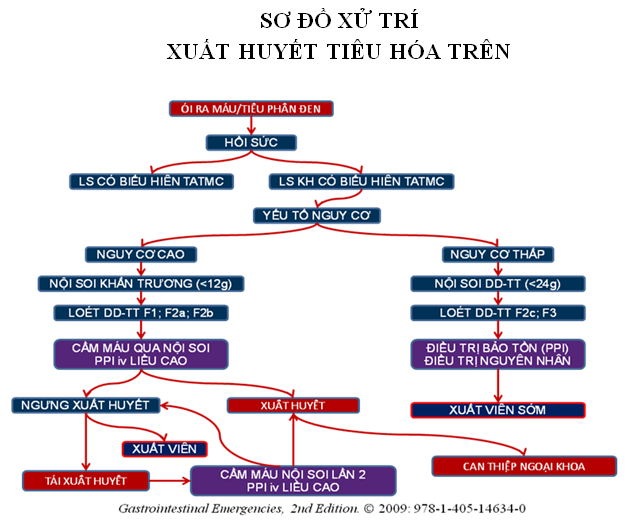 SƠ ĐỒ XỬ TRÍ
XUẤT HUYẾT TIÊU HÓA TRÊN
ÓI RA MÁU/TIÊU PHÂN ĐEN
HỒI SỨC
LS CÓ BIỂU HIỆN TATMC
LS KH CÓ BIỂU HIỆN TATMC
YẾU TỐ NGUY CƠ
NGUY CƠ CAO
NGUY CƠ THẤP
NỘI SOI KHẨN TRƯƠNG (<12g)
NỘI SOI DD-TT (<24g)
LOÉT DD-TT F1; F2a; F2b
LOÉT DD-TT F2c; F3
CẦM MÁU QUA NỘI SOI
PPI iv LIỀU CAO
ĐIỀU TRỊ BẢO TỒN (PPI)
ĐIỀU TRỊ NGUYÊN NHÂN
NGƯNG XUẤT HUYẾT
XUẤT HUYẾT
XUẤT VIỆN SỚM
XUẤT VIỆN
TÁI XUẤT HUYẾT
CẦM MÁU NỘI SOI LẦN 2
PPI iv LIỀU CAO
CAN THIỆP NGOẠI KHOA
Gastrointestinal Emergencies, 2nd Edition. © 2009: 978-1-405-14634-0